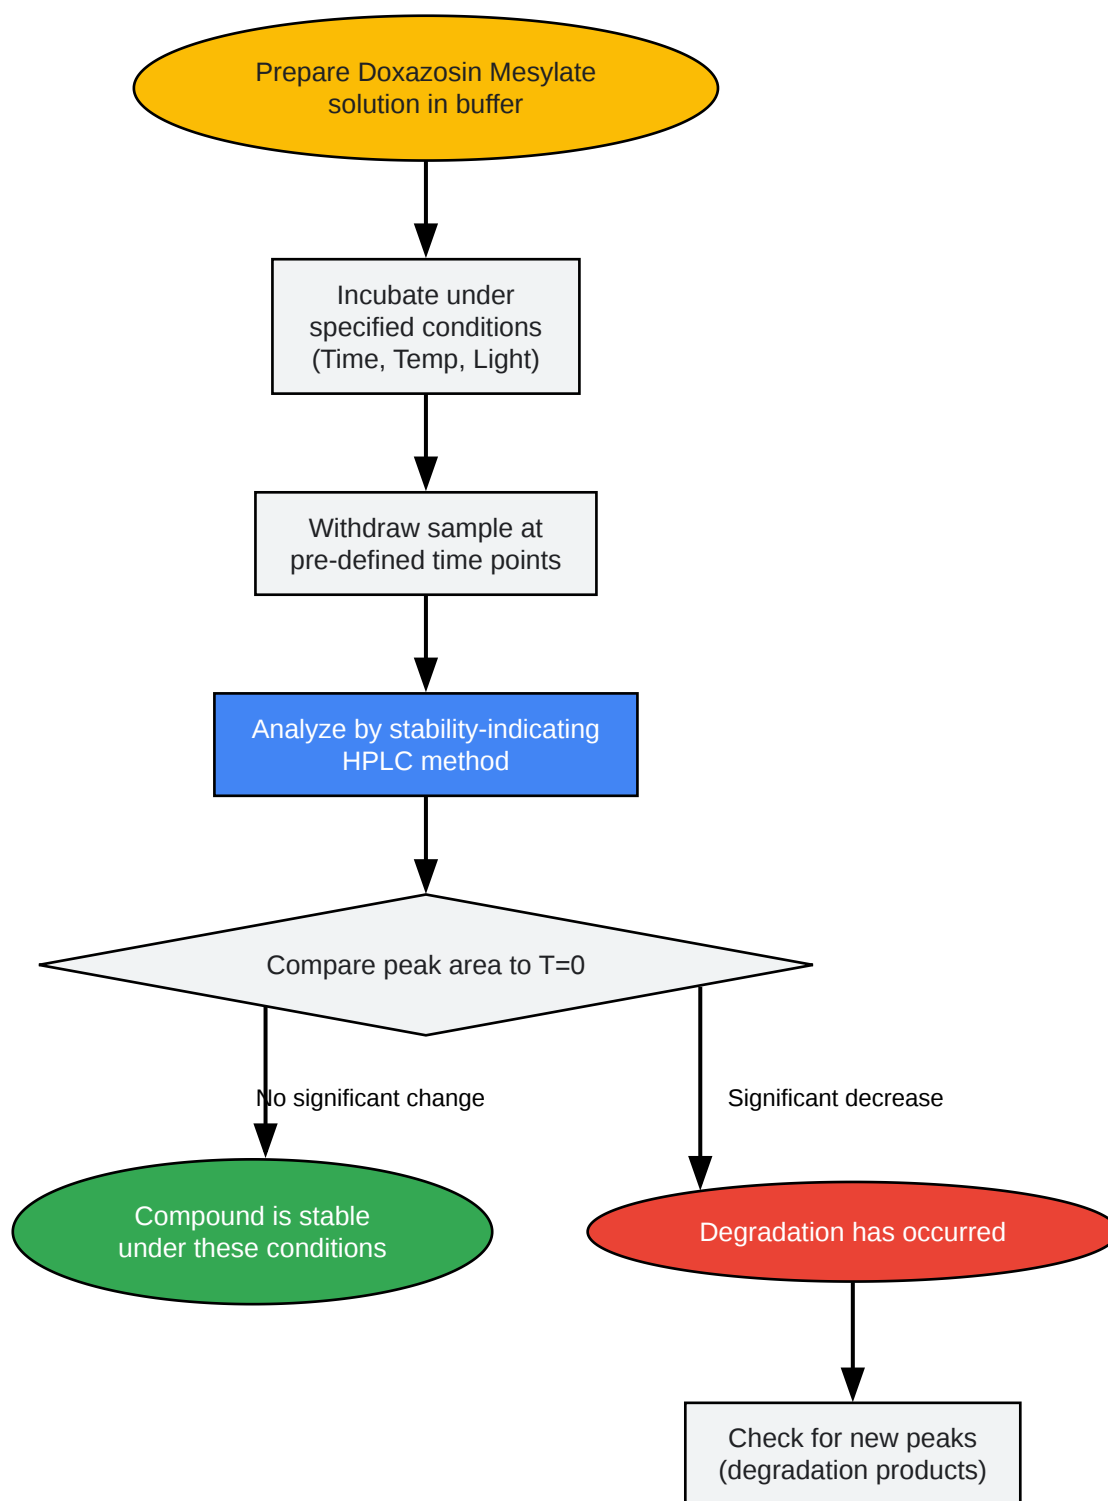 Prepare Doxazosin Mesylate
solution in buffer
Incubate under
specified conditions
(Time, Temp, Light)
Withdraw sample at
pre-defined time points
Analyze by stability-indicating
HPLC method
Compare peak area to T=0
No significant change
Significant decrease
Compound is stable
under these conditions
Degradation has occurred
Check for new peaks
(degradation products)